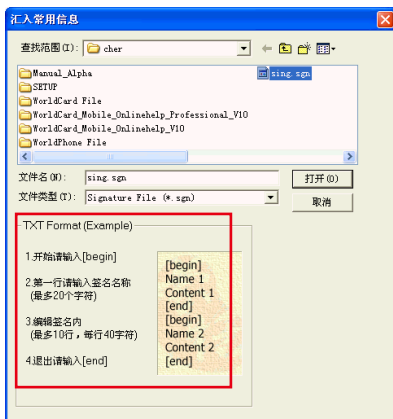 汇入常用信息
查找范围(I): cher
Manual_Alpha
SETUP
WorldCard File
WorldCard_Mobile_Onlinehelp_Professional_V10
WorldCard_Mobile_Onlinehelp_V10
WorldPhone File
sing.sgn
文件名(N): sing.sgn 打开(O)
文件类型(T): Signature File (*.sgn) 取消
TXT Format(Example)
1.开始请输入[begin]
2.第一行请输入签名名称
(最多20个字符)
3.编辑签名内
(最多10行，每行40字符)
4.退出请输入[end]
[begin]
Name 1
Content 1
[end]
[begin]
Name 2
Content 2
[end]